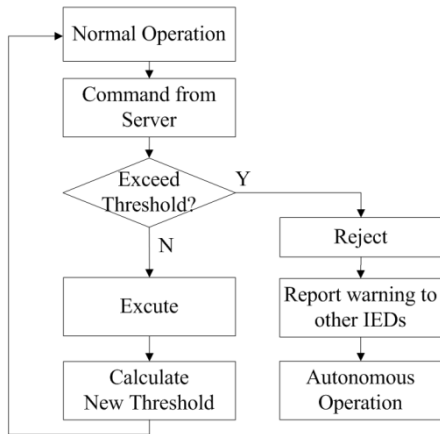 Normal Operation
Command from
Server
Exceed
Threshold?
Y
N
Reject
Excute
Report warning to
other IEDs
Calculate
New Threshold
Autonomous
Operation